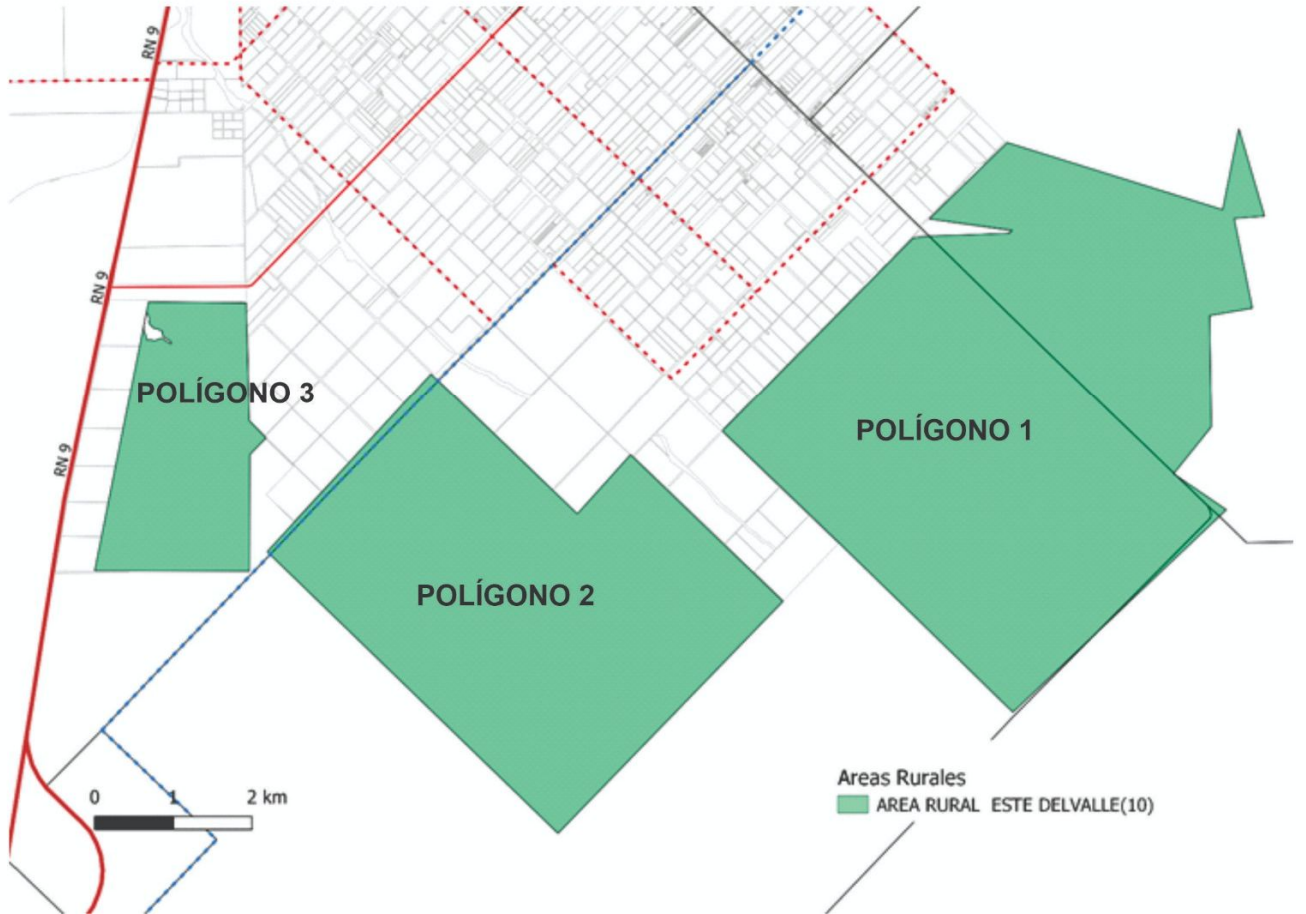 RN 9
RN 9
POLÍGONO 3
POLÍGONO 1
RN 9
POLÍGONO 2
Areas Rurales
0 1 2 km
AREA RURAL ESTE DELVALLE(10)